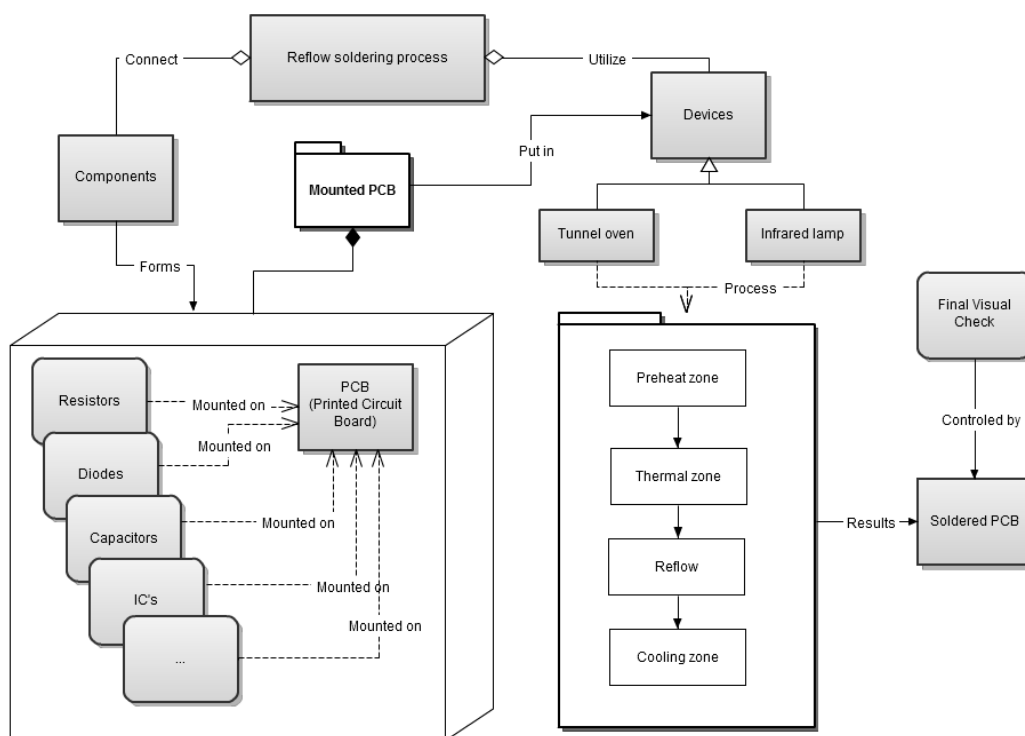 Reflow soldering process
Connect
Utilize
Devices
Components
Mounted PCB
Put in
Tunnel oven
Infrared lamp
Forms
Process
Final Visual
Check
Resistors
Mounted on
PCB
(Printed Circuit
Board)
Diodes
Mounted on
Capacitors
Mounted on
IC's
Mounted on
...
Mounted on
Preheat zone
Thermal zone
Reflow
Cooling zone
Results
Controled by
Soldered PCB